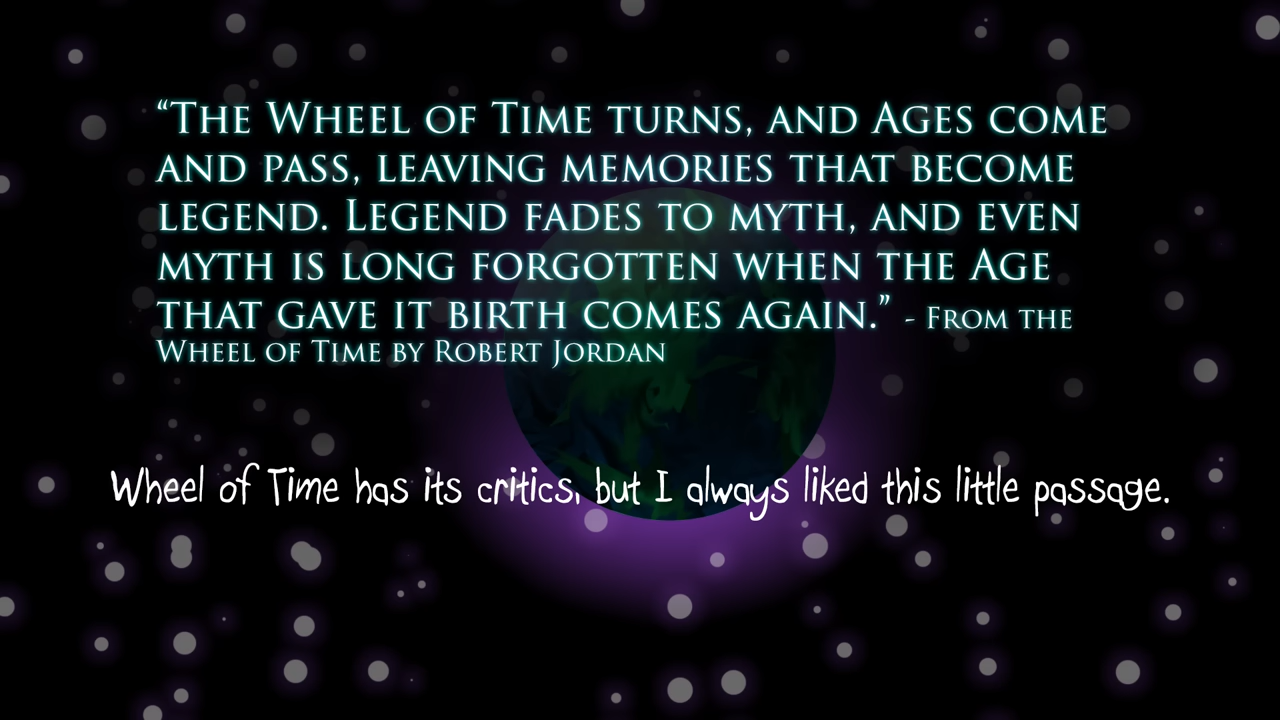 “The Wheel of Time turns, and Ages come
and pass, leaving memories that become
legend. Legend fades to myth, and even
myth is long forgotten when the Age
that gave it birth comes again.” - From the
Wheel of Time by Robert Jordan
Wheel of Time has its critics, but I always liked this little passage.